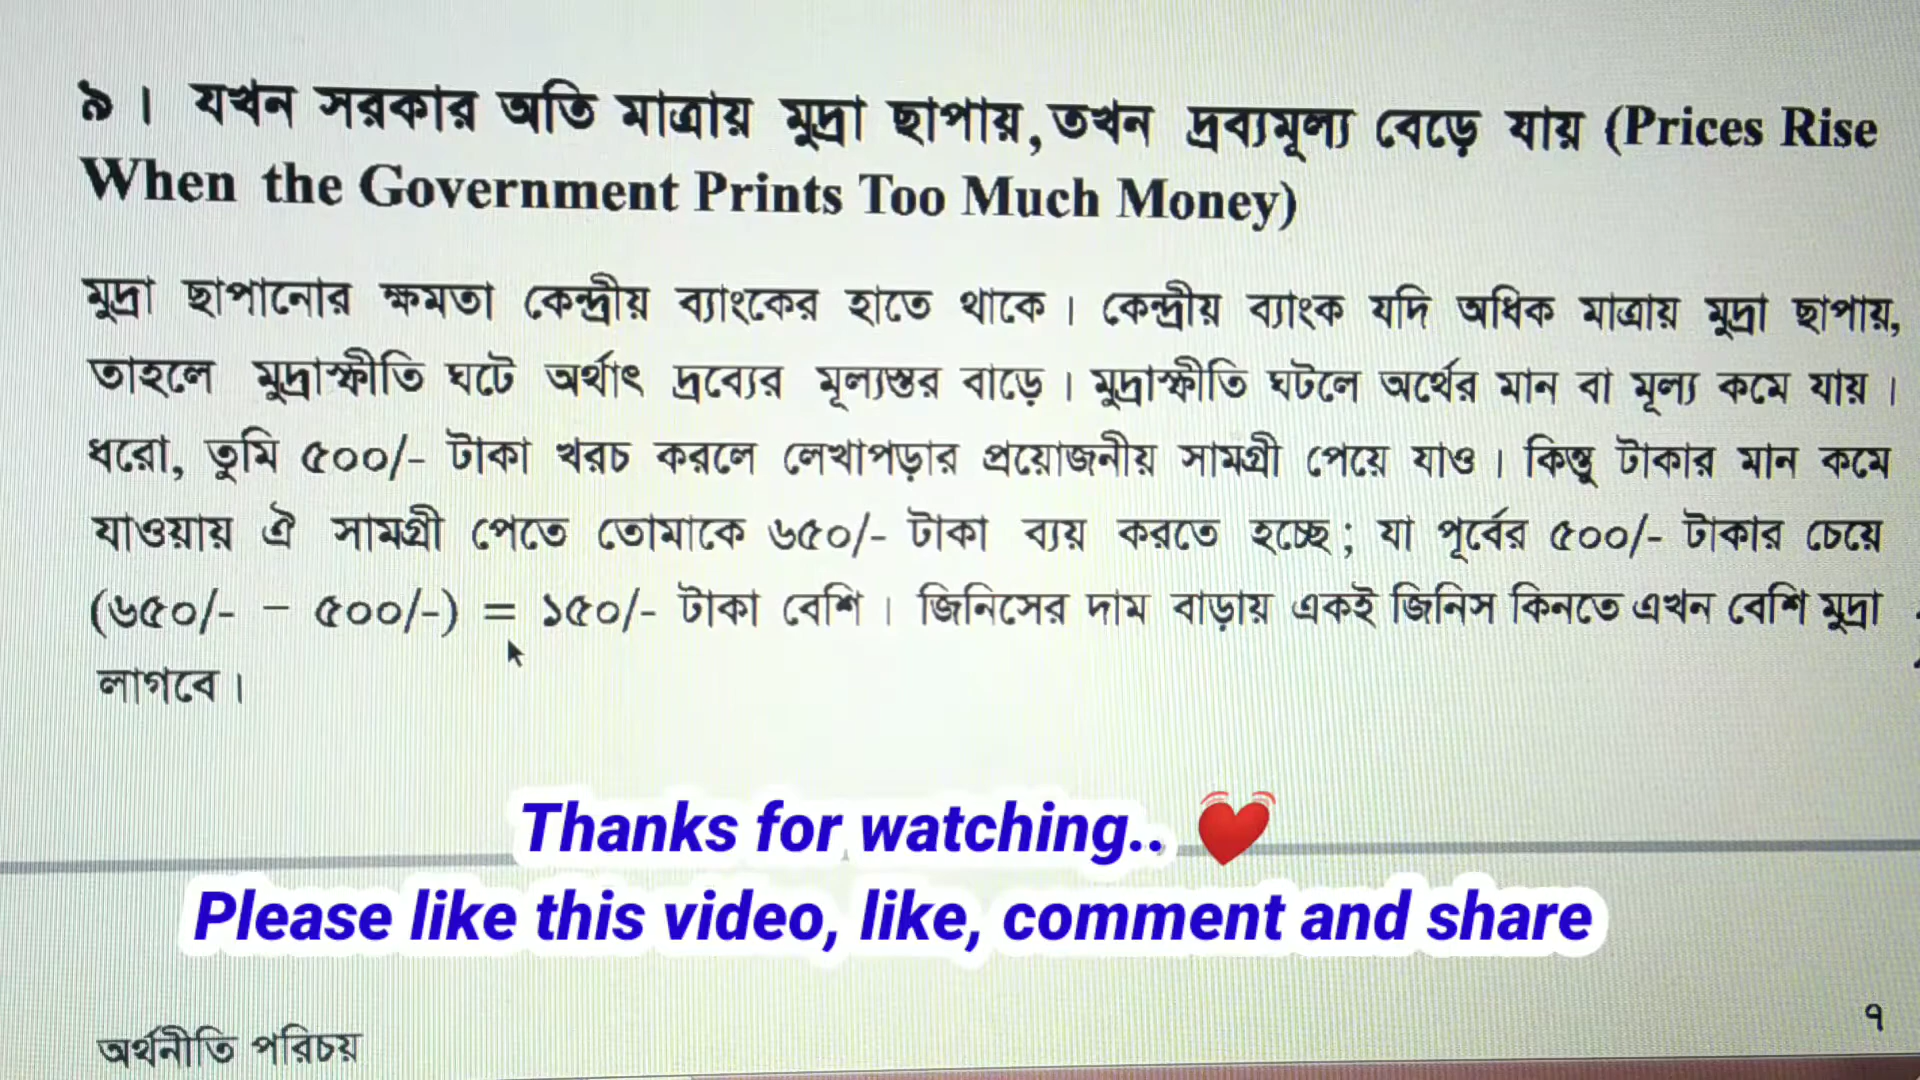 ৯। যখন সরকার অতি মাত্রায় মুদ্রা ছাপায়, তখন দ্রব্যমূল্য বেড়ে যায় (Prices Rise
When the Government Prints Too Much Money)
মুদ্রা ছাপানোর ক্ষমতা কেন্দ্রীয় ব্যাংকের হাতে থাকে। কেন্দ্রীয় ব্যাংক যদি অধিক মাত্রায় মুদ্রা ছাপায়,
তাহলে মুদ্রাস্ফীতি ঘটে অর্থাৎ দ্রব্যের মূল্যস্তর বাড়ে। মুদ্রাস্ফীতি ঘটলে অর্থের মান বা মূল্য কমে যায়।
ধরো, তুমি ৫০০/- টাকা খরচ করলে লেখাপড়ার প্রয়োজনীয় সামগ্রী পেয়ে যাও। কিন্তু টাকার মান কমে
যাওয়ায় ঐ সামগ্রী পেতে তোমাকে ৬৫০/- টাকা ব্যয় করতে হচ্ছে; যা পূর্বের ৫০০/- টাকার চেয়ে
(৬৫০/- – ৫০০/-) = ১৫০/- টাকা বেশি। জিনিসের দাম বাড়ায় একই জিনিস কিনতে এখন বেশি মুদ্রা
লাগবে।
Thanks for watching..
Please like this video, like, comment and share
৭
অর্থনীতি পরিচয়